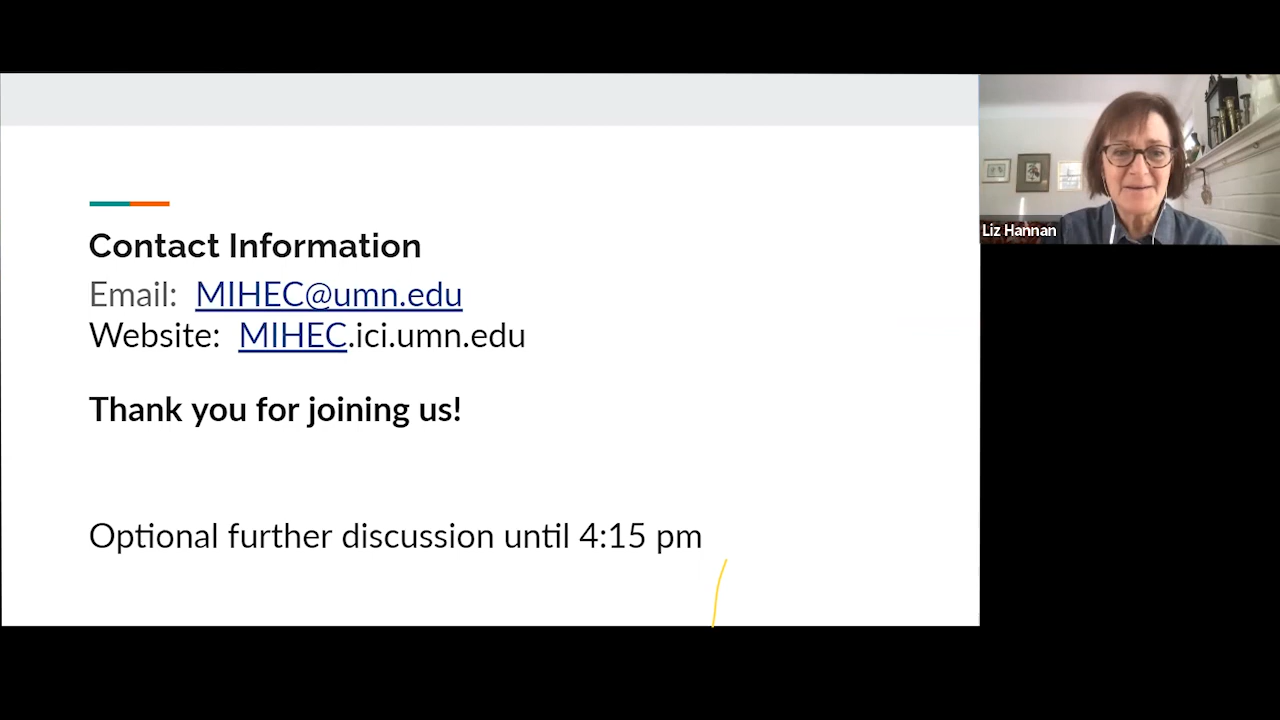 Contact Information
Email: MIHEC@umn.edu
Website: MIHEC.ici.umn.edu
Thank you for joining us!
Optional further discussion until 4:15 pm
Liz Hannan